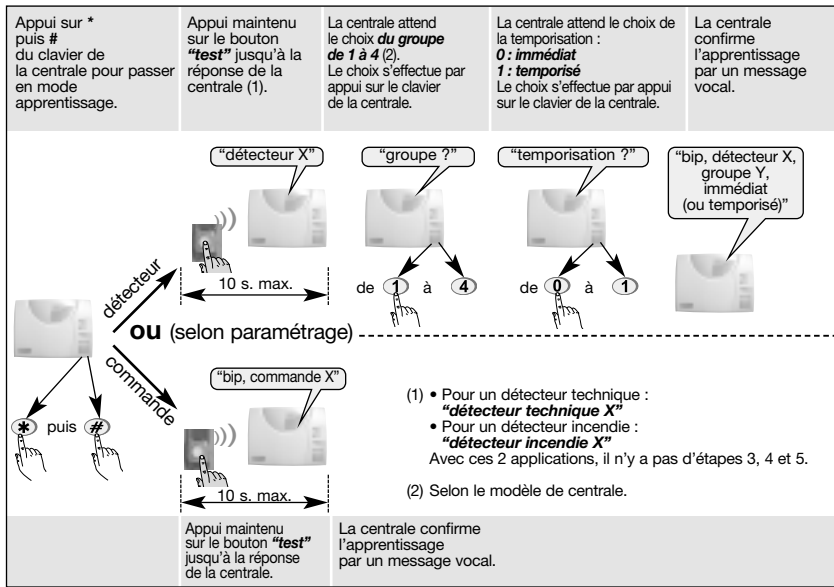 Appui sur *
puis #
du clavier de
la centrale pour passer
en mode
apprentissage.
Appui maintenu
sur le bouton
“test” jusqu’à la
réponse de la
centrale (1).
La centrale attend
le choix du groupe
de 1 à 4 (2).
Le choix s’effectue par
appui sur le clavier
de la centrale.
La centrale attend le choix de
la temporisation :
0 : immédiat
1 : temporisé
Le choix s’effectue par appui
sur le clavier de la centrale.
La centrale
confirme
l’apprentissage
par un message
vocal.
“détecteur X”
“groupe ?”
“temporisation ?”
“bip, détecteur X,
groupe Y,
immédiat
(ou temporisé)”
détecteur
10 s. max.
de 1 à 4
de 0 à 1
ou (selon paramétrage)
commande
* puis #
“bip, commande X”
10 s. max.
(1) • Pour un détecteur technique :
“détecteur technique X”
• Pour un détecteur incendie :
“détecteur incendie X”
Avec ces 2 applications, il n’y a pas d’étapes 3, 4 et 5.
(2) Selon le modèle de centrale.
Appui maintenu
sur le bouton “test”
jusqu’à la réponse
de la centrale.
La centrale confirme
l’apprentissage
par un message vocal.